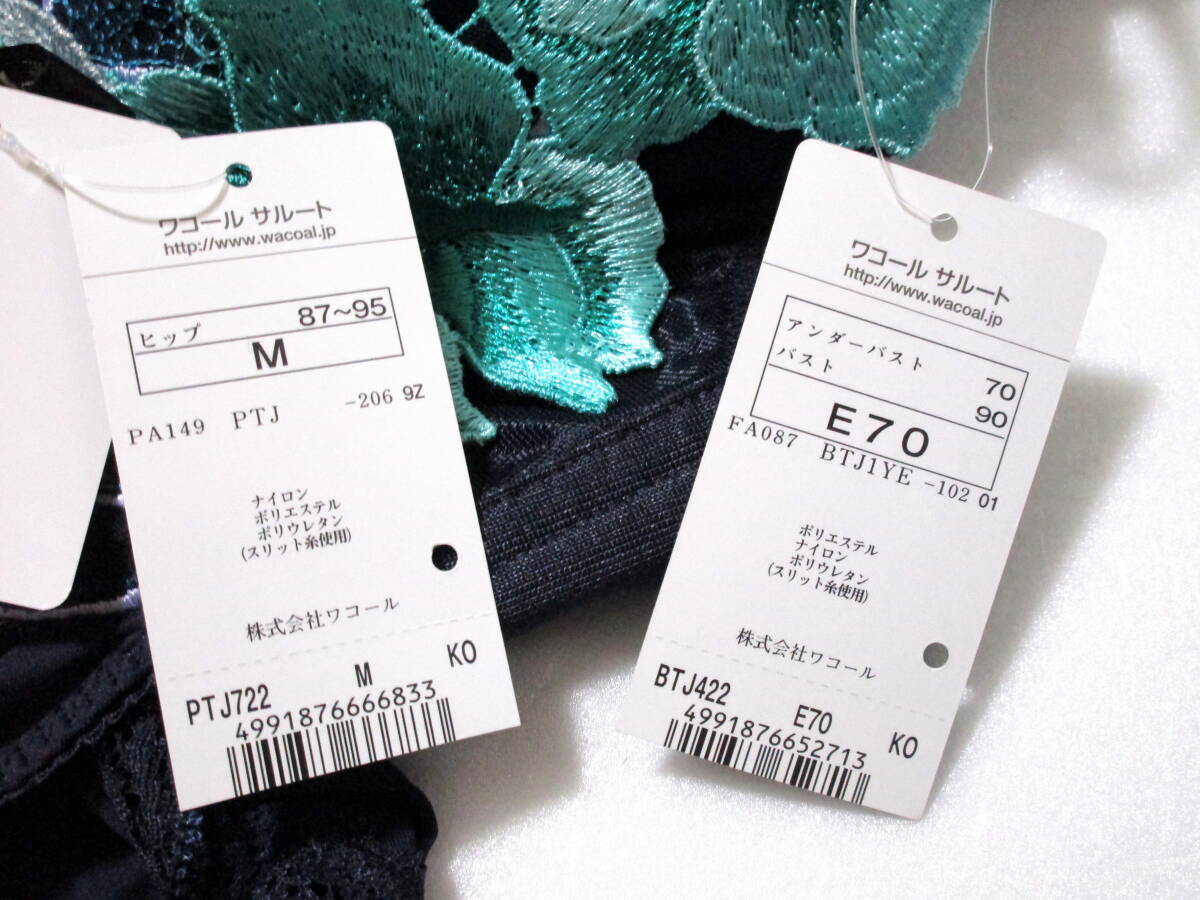 ワコール サルート
http://www.wacoal.jp
ヒップ 87~95
M
PA149 PTJ -206 9Z
ナイロン
ポリエステル
ポリウレタン
(スリット糸使用)
株式会社ワコール
PTJ722 M KO
4991876666833
ワコール サルート
http://www.wacoal.jp
アンダーバスト 70
バスト 90
E70
FA087 BTJ1YE -102 01
ポリエステル
ナイロン
ポリウレタン
(スリット糸使用)
株式会社ワコール
BTJ422 E70 KO
4991876652713